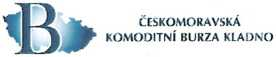 B
ČESKOMORAVSKÁ
KOMODITNÍ BURZA KLADNO